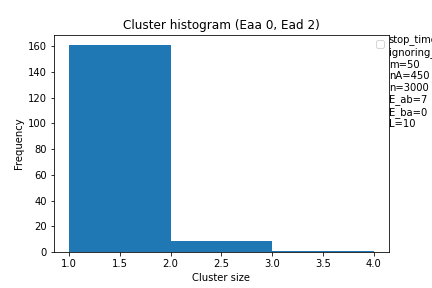 Cluster histogram (Eaa 0, Ead 2)
160
140
120
100
80
60
40
20
0
Frequency
1.0 1.5 2.0 2.5 3.0 3.5 4.0
Cluster size
stop_time
ignoring_
m=50
nA=450
n=3000
E_ab=7
E_ba=0
L=10